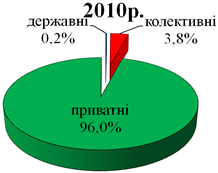 2010р.
державні
0,2%
колективні
3,8%
приватні
96,0%